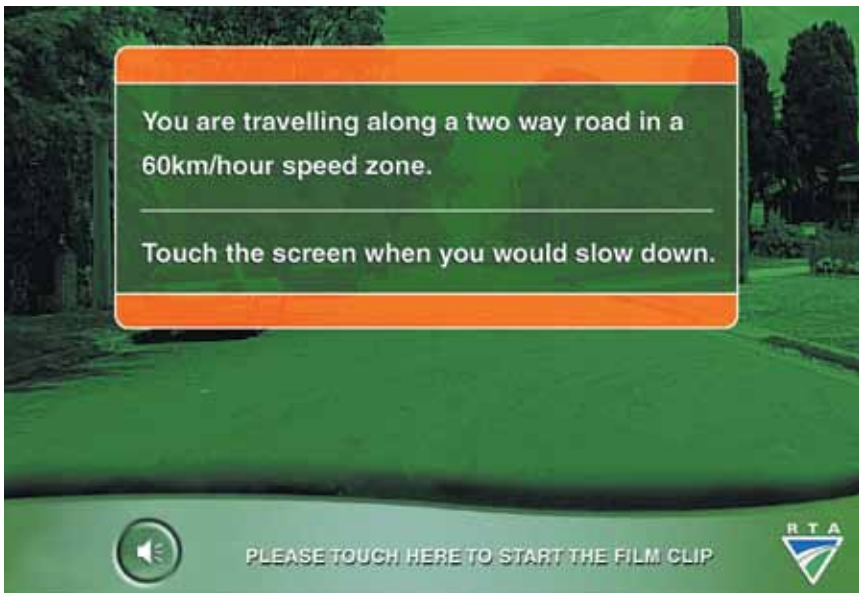 You are travelling along a two way road in a
60km/hour speed zone.
Touch the screen when you would slow down.
PLEASE TOUCH HERE TO START THE FILM CLIP
RTA